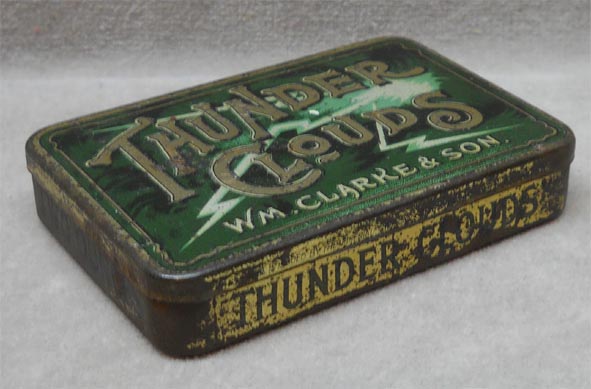 THUNDER
CLOUDS
WM. CLARKE & SON.
THUNDER CLOUDS